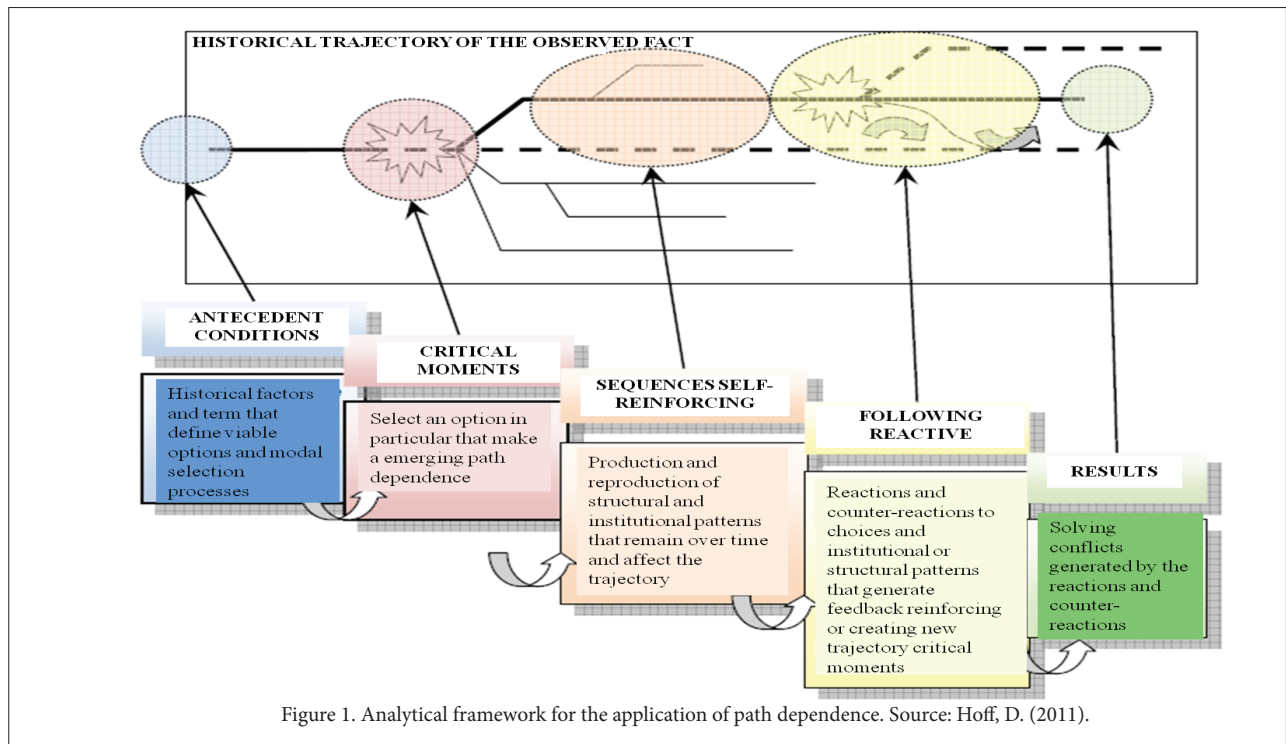 HISTORICAL TRAJECTORY OF THE OBSERVED FACT
ANTECEDENT
CONDITIONS
Historical factors
and term that
define viable
options and modal
selection
processes
CRITICAL
MOMENTS
Select an option in
particular that make
a emerging path
dependence
SEQUENCES SELF-
REINFORCING
Production and
reproduction of
structural and
institutional patterns
that remain over time
and affect the
trajectory
FOLLOWING
REACTIVE
Reactions and
counter-reactions to
choices and
institutional or
structural patterns
that generate
feedback reinforcing
or creating new
trajectory critical
moments
RESULTS
Solving
conflicts
generated by the
reactions and
counter-
reactions
Figure 1. Analytical framework for the application of path dependence. Source: Hoff, D. (2011).